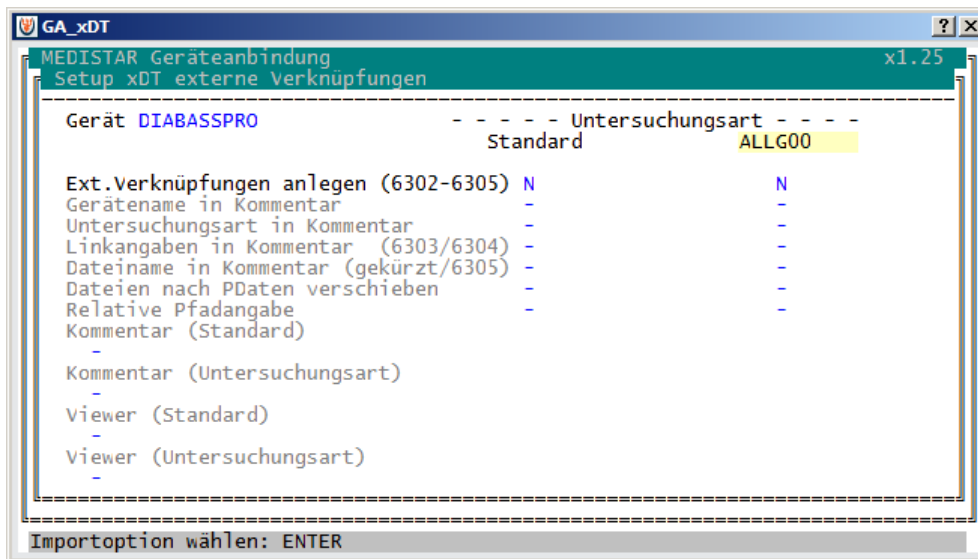 GA_xDT ? X
MEDISTAR Geräteanbindung x1.25
Setup xDT externe Verknüpfungen
Gerät DIABASSPRO - - - - - Untersuchungsart - - - -
Standard ALLG00
Ext.Verknüpfungen anlegen (6302-6305) N N
Gerätename in Kommentar - -
Untersuchungsart in Kommentar - -
Linkangaben in Kommentar (6303/6304) - -
Dateiname in Kommentar (gekürzt/6305) - -
Dateien nach PDaten verschieben - -
Relative Pfadangabe - -
Kommentar (Standard)
-
Kommentar (Untersuchungsart)
-
Viewer (Standard)
-
Viewer (Untersuchungsart)
-
Importoption wählen: ENTER